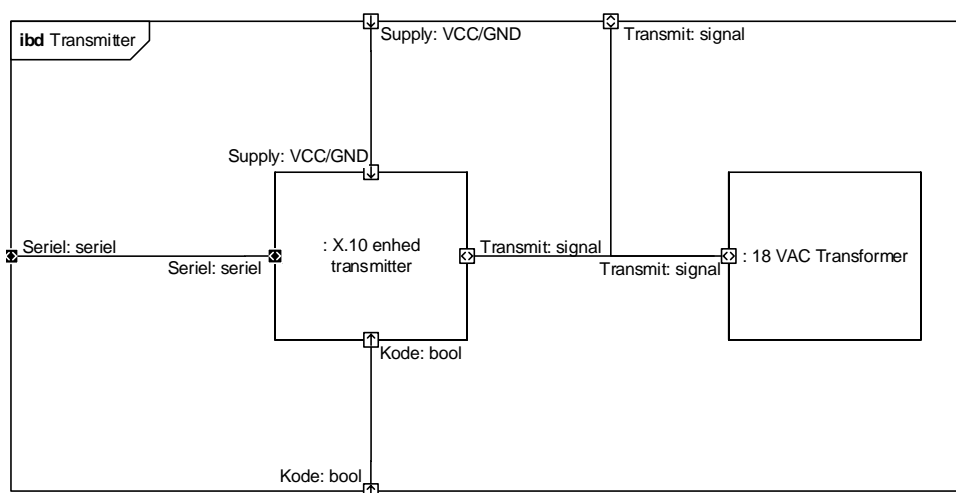 ibd Transmitter
Supply: VCC/GND
Transmit: signal
Supply: VCC/GND
Seriel: seriel
Seriel: seriel
: X.10 enhed
transmitter
Transmit: signal
Transmit: signal
: 18 VAC Transformer
Kode: bool
Kode: bool